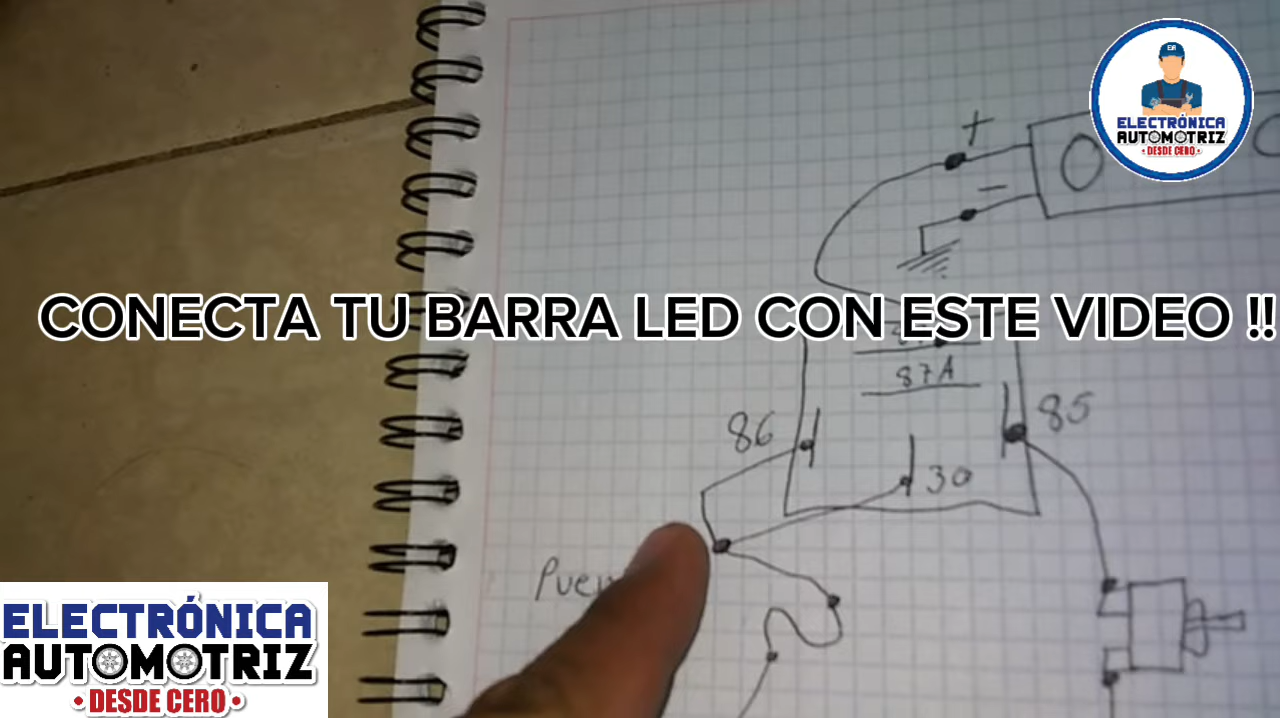 ELECTRÓNICA
AUTOMOTRIZ
• DESDE CERO •
+
−
CONECTA TU BARRA LED CON ESTE VIDEO !!
87A
86
85
30
ELECTRÓNICA
AUTOMOTRIZ
• DESDE CERO •